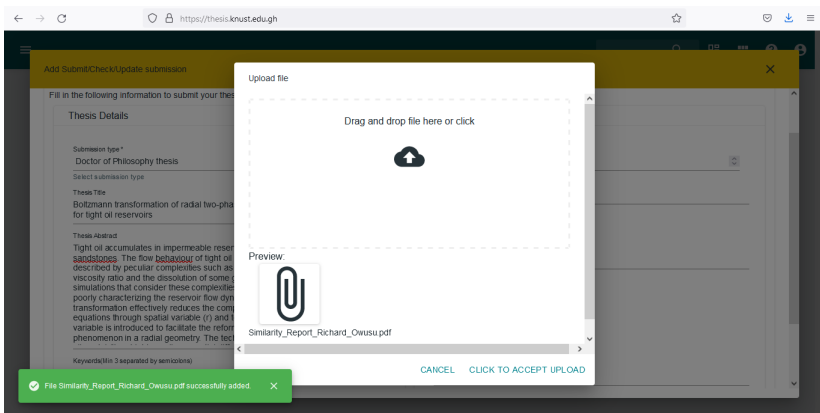 https://thesis.knust.edu.gh
Add Submit/Check/Update submission
Fill in the following information to submit your thes
Thesis Details
Submission type *
Doctor of Philosophy thesis
Select submission type
Thesis Title
Boltzmann transformation of radial two-pha
for tight oil reservoirs
Thesis Abstract
Tight oil accumulates in impermeable reser
sandstones. The flow behaviour of tight oil
described by peculiar complexities such as
viscosity ratio and the dissolution of some g
simulations that consider these complexitie
poorly characterizing the reservoir flow dyn
transformation effectively reduces the comp
equations through spatial variable (r) and t
variable is introduced to facilitate the reforr
phenomenon in a radial geometry. The tecl
Keywords(Min 3 separated by semicolons)
Upload file
Drag and drop file here or click
Preview:
Similarity_Report_Richard_Owusu.pdf
CANCEL CLICK TO ACCEPT UPLOAD
File Similarity_Report_Richard_Owusu.pdf successfully added.